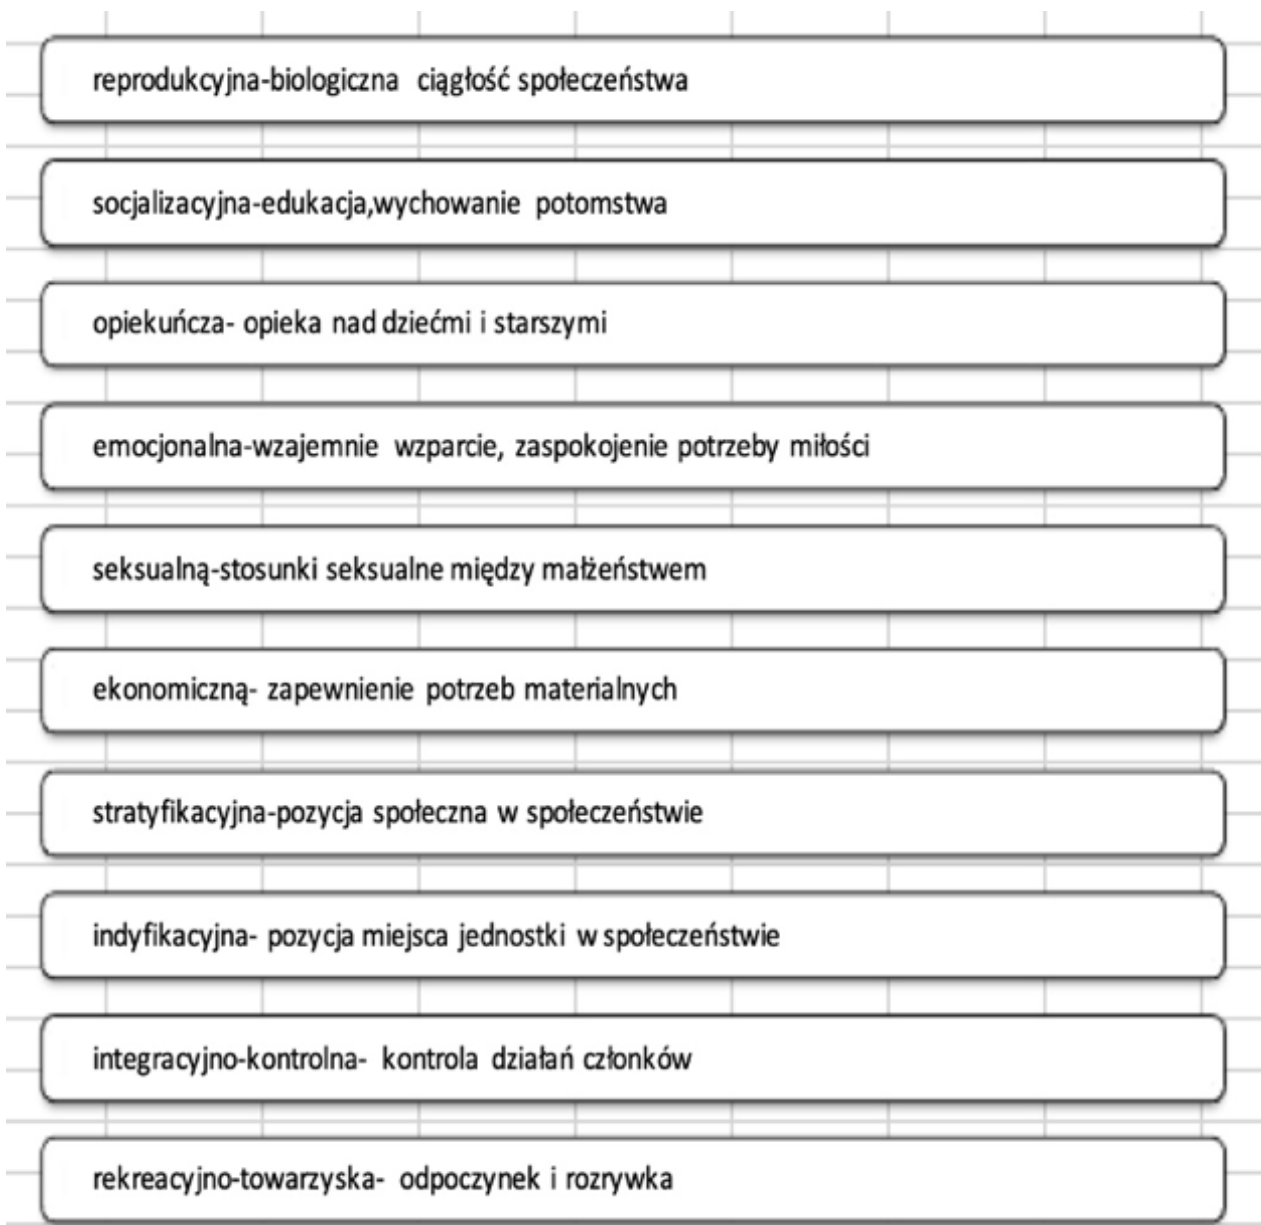 reprodukcyjna-biologiczna ciągłość społeczeństwa
socjalizacyjna-edukacja,wychowanie potomstwa
opiekuńcza- opieka nad dziećmi i starszymi
emocjonalna-wzajemnie wzparcie, zaspokojenie potrzeby miłości
seksualną-stosunki seksualne między małżeństwem
ekonomiczną- zapewnienie potrzeb materialnych
stratyfikacyjna-pozycja społeczna w społeczeństwie
indyfikacyjna- pozycja miejsca jednostki w społeczeństwie
integracyjno-kontrolna- kontrola działań członków
rekreacyjno-towarzyska- odpoczynek i rozrywka